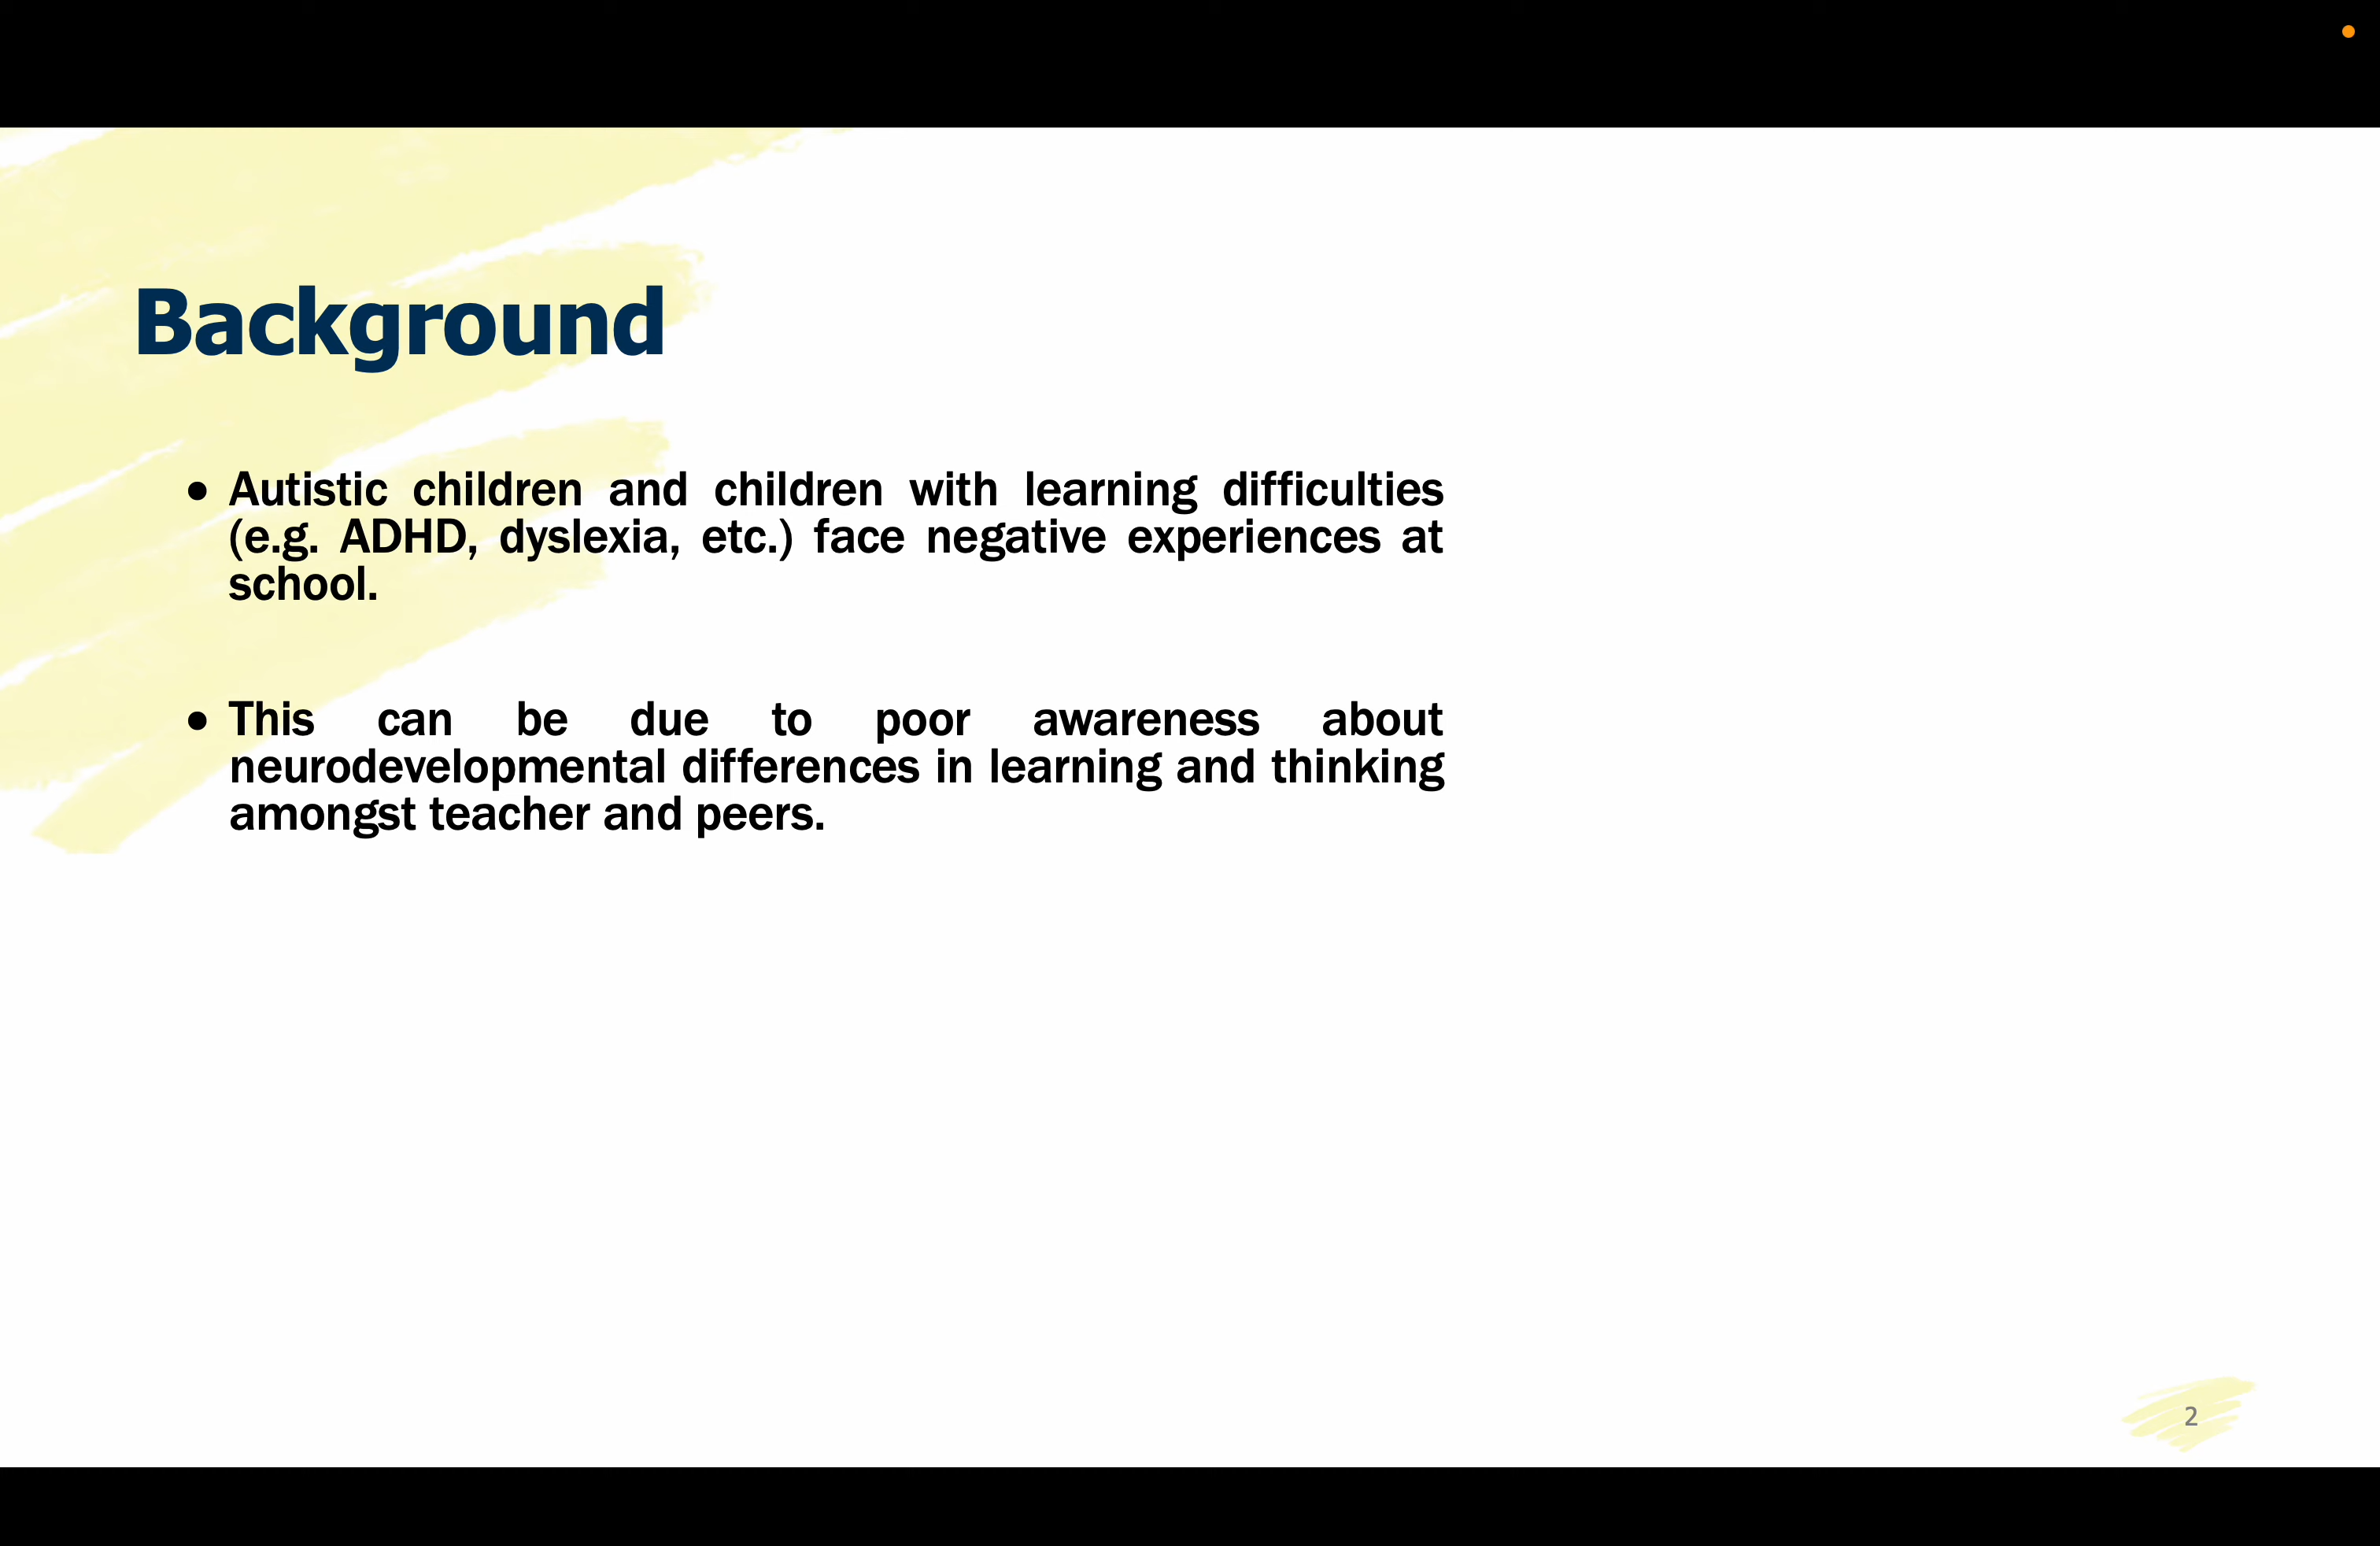 Background
• Autistic children and children with learning difficulties
(e.g. ADHD, dyslexia, etc.) face negative experiences at
school.
• This can be due to poor awareness about
neurodevelopmental differences in learning and thinking
amongst teacher and peers.
2